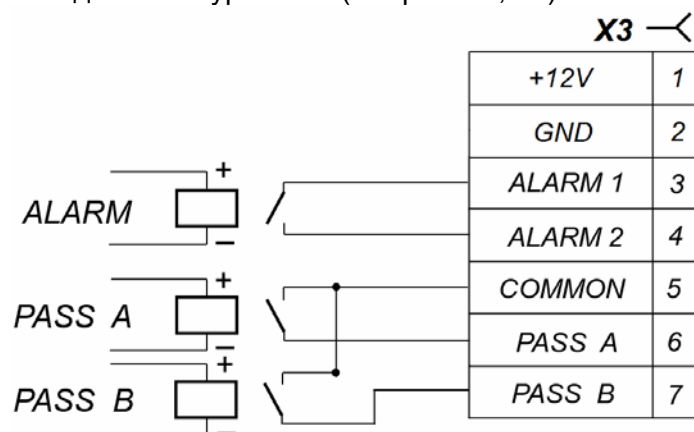 X3
+12V 1
GND 2
ALARM 1 3
ALARM 2 4
COMMON 5
PASS A 6
PASS B 7
+
ALARM
−
+
PASS A
−
+
PASS B
−